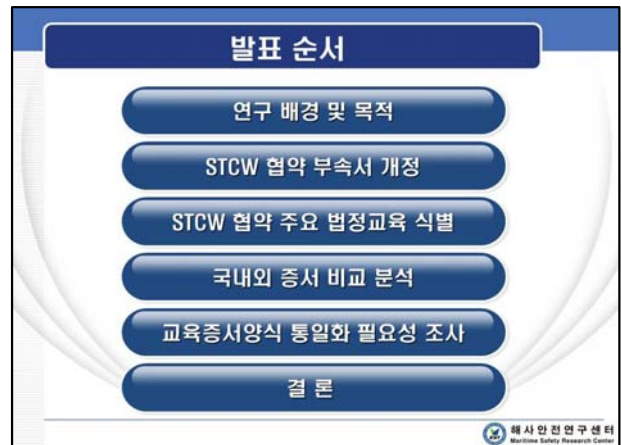 발표 순서
연구 배경 및 목적
STCW 협약 부속서 개정
STCW 협약 주요 법정교육 식별
국내외 증서 비교 분석
교육증서양식 통일화 필요성 조사
결 론
해사안전연구센터
Maritime Safety Research Center